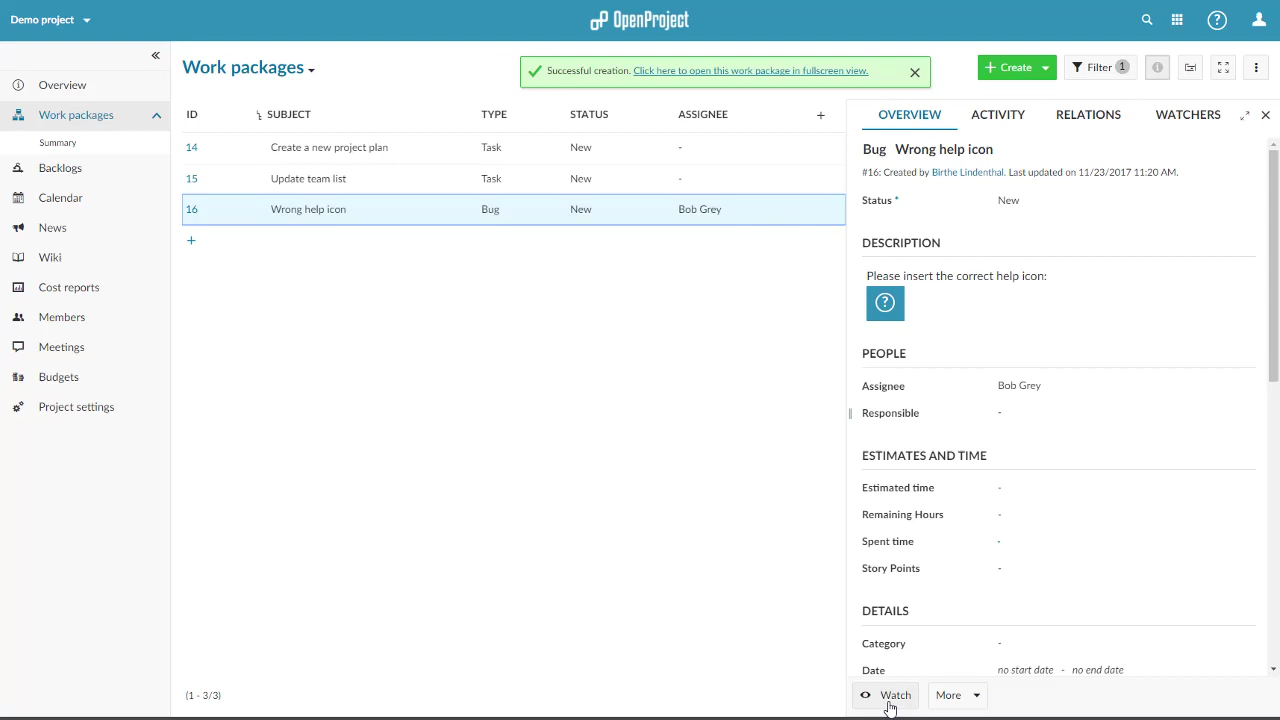 Demo project
OpenProject
Overview
Work packages
Summary
Backlogs
Calendar
News
Wiki
Cost reports
Members
Meetings
Budgets
Project settings
Work packages
Successful creation. Click here to open this work package in fullscreen view.
+ Create
Filter 1
ID SUBJECT TYPE STATUS ASSIGNEE +
14 Create a new project plan Task New -
15 Update team list Task New -
16 Wrong help icon Bug New Bob Grey
+
(1 - 3/3)
OVERVIEW ACTIVITY RELATIONS WATCHERS
Bug Wrong help icon
#16: Created by Birthe Lindenthal. Last updated on 11/23/2017 11:20 AM.
Status * New
DESCRIPTION
Please insert the correct help icon:
?
PEOPLE
Assignee Bob Grey
Responsible -
ESTIMATES AND TIME
Estimated time -
Remaining Hours -
Spent time -
Story Points -
DETAILS
Category -
Date no start date - no end date
Watch More